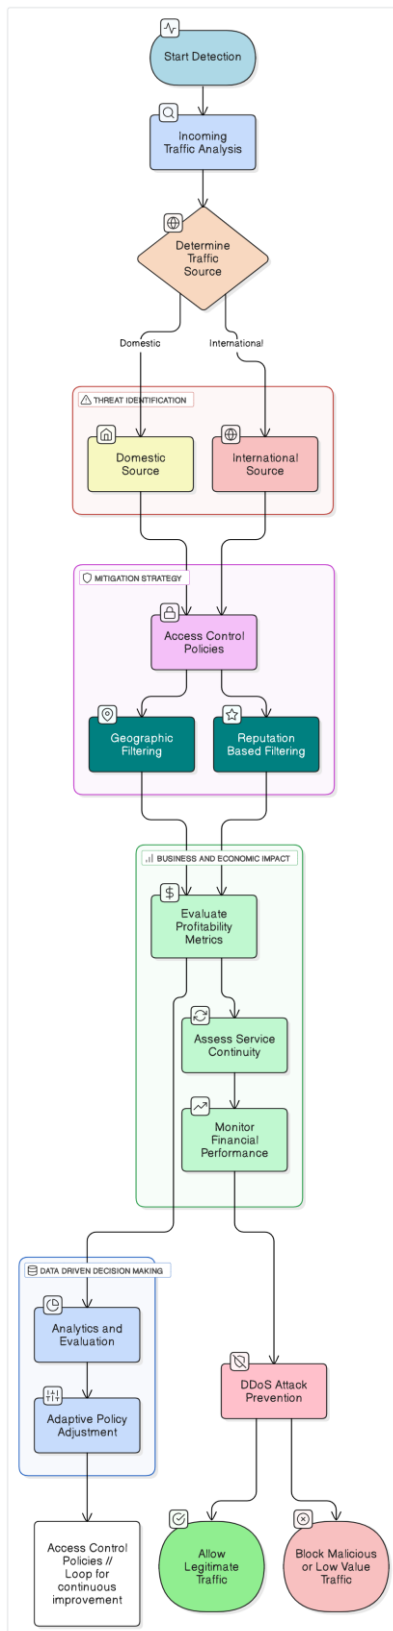 Start Detection
Incoming
Traffic Analysis
Determine
Traffic
Source
Domestic
International
THREAT IDENTIFICATION
Domestic
Source
International
Source
MITIGATION STRATEGY
Access Control
Policies
Geographic
Filtering
Reputation
Based Filtering
BUSINESS AND ECONOMIC IMPACT
Evaluate
Profitability
Metrics
Assess Service
Continuity
Monitor
Financial
Performance
DATA DRIVEN DECISION MAKING
Analytics and
Evaluation
DDoS Attack
Prevention
Adaptive Policy
Adjustment
Access Control
Policies //
Loop for
continuous
improvement
Allow
Legitimate
Traffic
Block Malicious
or Low Value
Traffic